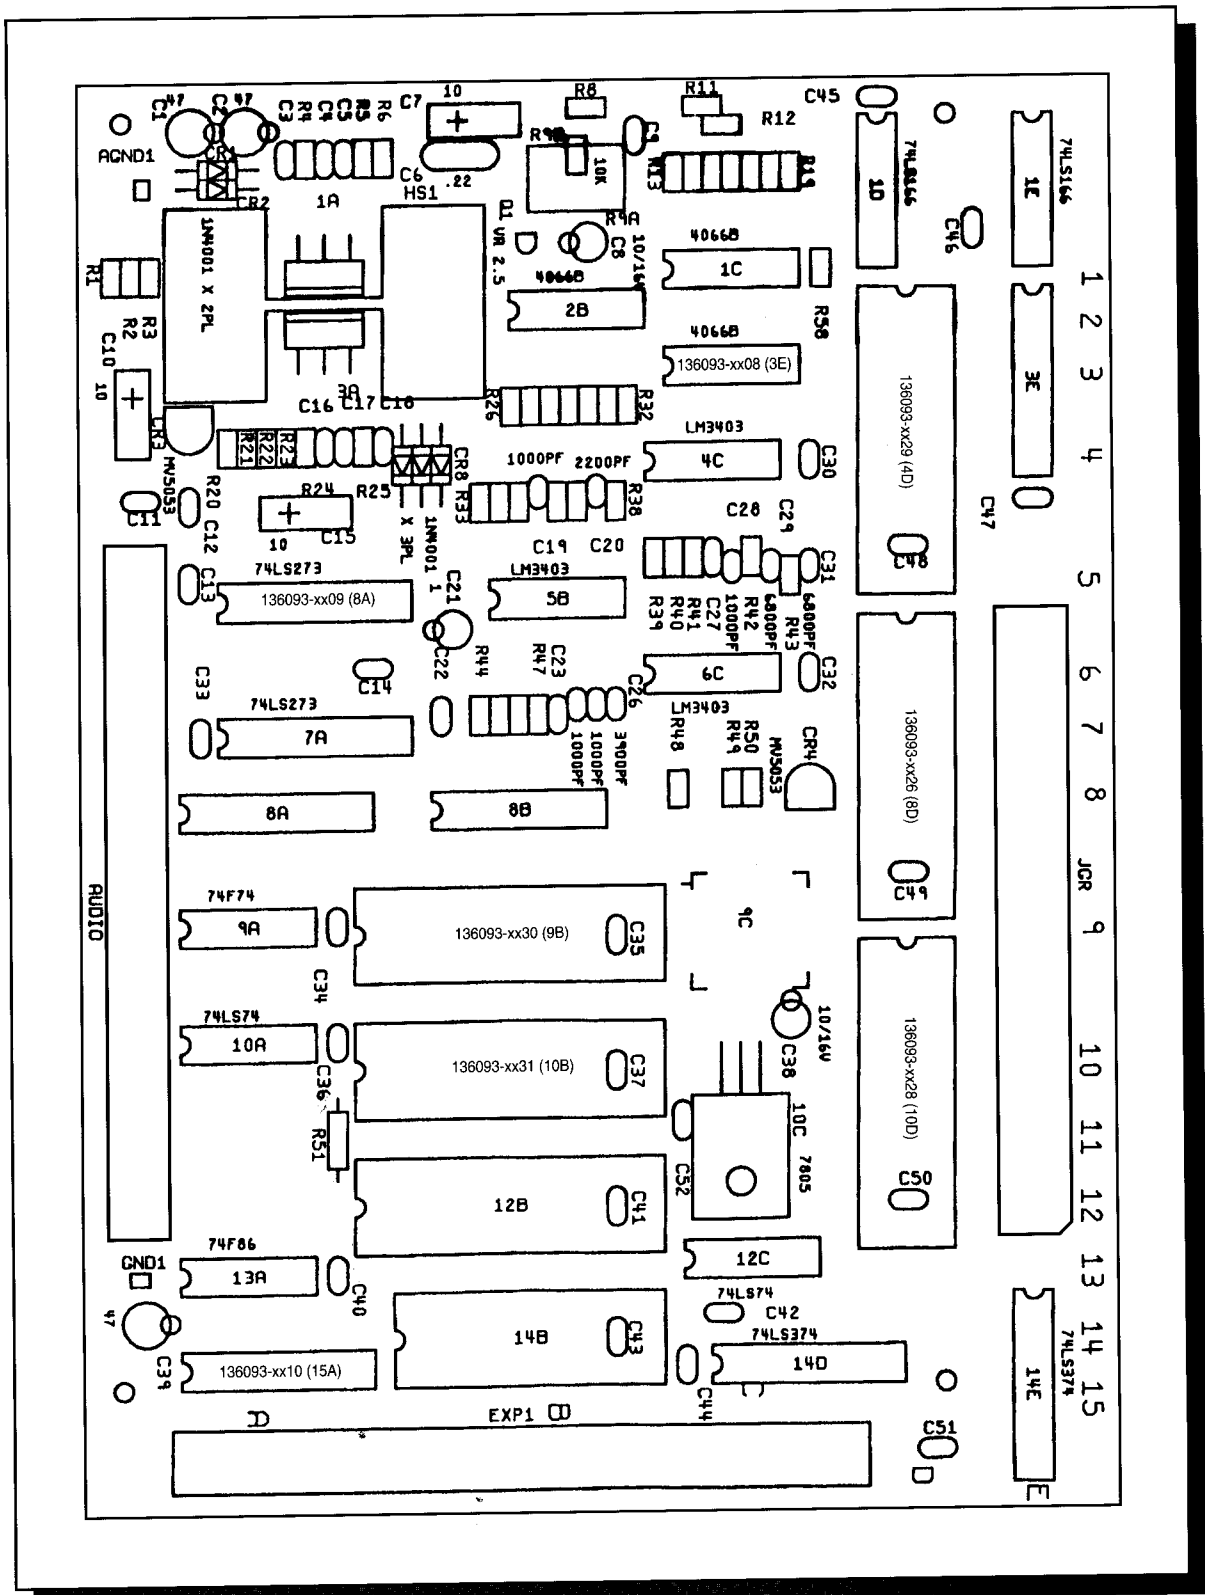 C1
47
C2
47
C3
R4
C4
C5
R5
R6
C7
10
R8
R11
R12
C45
AGND1
CR1
CR2
1A
C6
.22
HS1
C9
10K
R9A
R13
R19
1D
74LS166
1E
74LS166
C46
R1
R2
R3
1N4001 X 2PL
Q1
VR 2.5
C8
10/16V
4066B
1C
R58
4066B
2B
4066B
136093-xx08 (3E)
1
2
3
4
5
6
7
8
JCR
9
10
11
12
13
14
15
C10
10
3A
CR3
MV5053
C16
C17
C18
R21
R22
R23
R24
R25
R26
R32
CR8
1N4001
X 3PL
1000PF
2200PF
R33
R38
LM3403
4C
C30
136093-xx29 (4D)
3E
C47
C11
R20
C12
C15
10
C19
C20
C28
C29
C31
C48
74LS273
136093-xx09 (8A)
C13
C21
1
LM3403
5B
R39
R40
R41
C27
1000PF
R42
6800PF
R43
6800PF
C14
C22
R44
R47
C23
C26
6C
C32
LM3403
C33
74LS273
7A
1000PF
1000PF
3900PF
R48
R49
R50
MV5053
CR4
136093-xx26 (8D)
8A
8B
AUDIO
74F74
9A
C34
136093-xx30 (9B)
C35
9C
C49
74LS74
10A
C36
136093-xx31 (10B)
C37
C38
10/16V
136093-xx28 (10D)
R51
10C
7805
C52
12B
C41
C50
GND1
74F86
13A
C40
12C
74LS74
C42
47
C39
136093-xx10 (15A)
14B
C43
C44
74LS374
14D
14E
74LS374
A
EXP1
B
C
C51
D
E